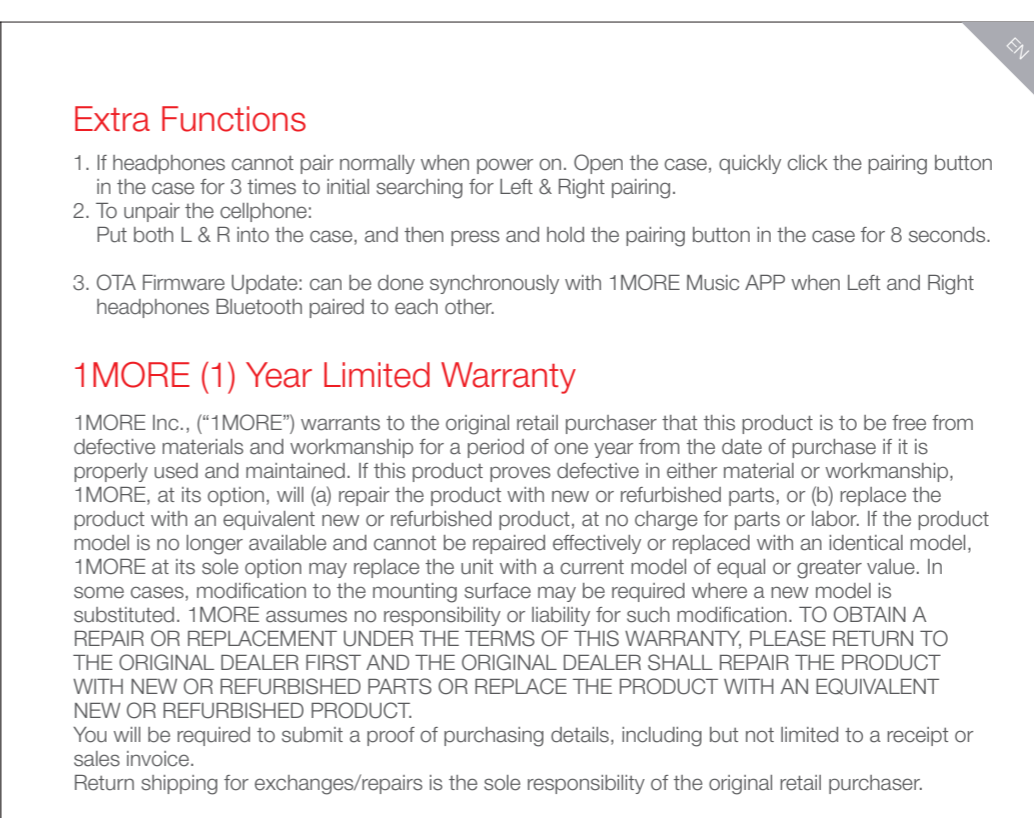 EN
Extra Functions
1. If headphones cannot pair normally when power on. Open the case, quickly click the pairing button
in the case for 3 times to initial searching for Left & Right pairing.
2. To unpair the cellphone:
Put both L & R into the case, and then press and hold the pairing button in the case for 8 seconds.
3. OTA Firmware Update: can be done synchronously with 1MORE Music APP when Left and Right
headphones Bluetooth paired to each other.
1MORE (1) Year Limited Warranty
1MORE Inc., (“1MORE”) warrants to the original retail purchaser that this product is to be free from
defective materials and workmanship for a period of one year from the date of purchase if it is
properly used and maintained. If this product proves defective in either material or workmanship,
1MORE, at its option, will (a) repair the product with new or refurbished parts, or (b) replace the
product with an equivalent new or refurbished product, at no charge for parts or labor. If the product
model is no longer available and cannot be repaired effectively or replaced with an identical model,
1MORE at its sole option may replace the unit with a current model of equal or greater value. In
some cases, modification to the mounting surface may be required where a new model is
substituted. 1MORE assumes no responsibility or liability for such modification. TO OBTAIN A
REPAIR OR REPLACEMENT UNDER THE TERMS OF THIS WARRANTY, PLEASE RETURN TO
THE ORIGINAL DEALER FIRST AND THE ORIGINAL DEALER SHALL REPAIR THE PRODUCT
WITH NEW OR REFURBISHED PARTS OR REPLACE THE PRODUCT WITH AN EQUIVALENT
NEW OR REFURBISHED PRODUCT.
You will be required to submit a proof of purchasing details, including but not limited to a receipt or
sales invoice.
Return shipping for exchanges/repairs is the sole responsibility of the original retail purchaser.